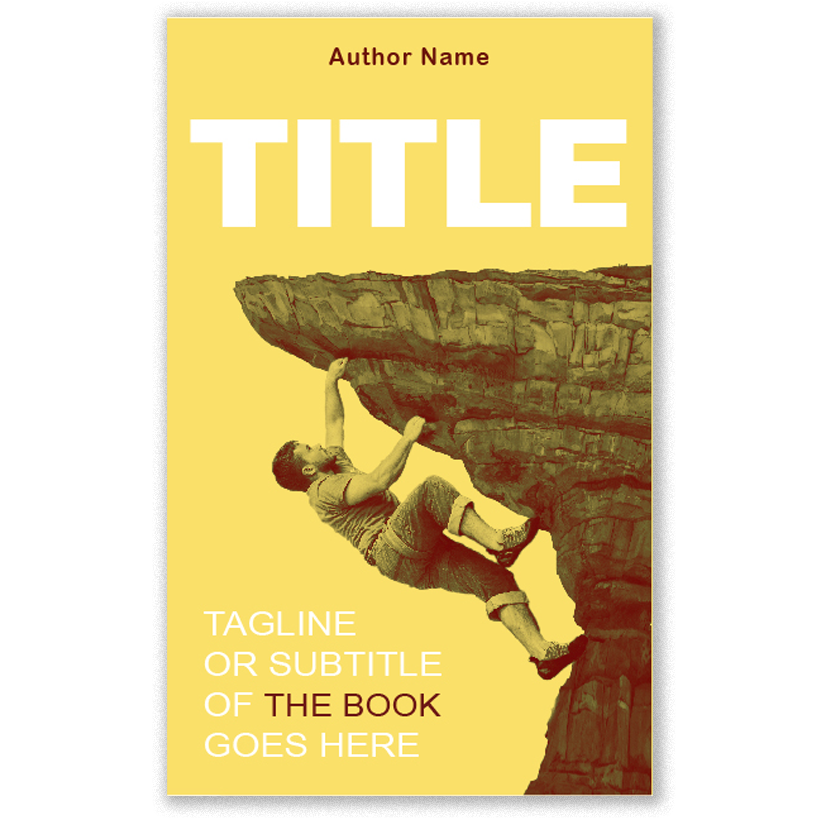 Author Name
TITLE
TAGLINE
OR SUBTITLE
OF THE BOOK
GOES HERE